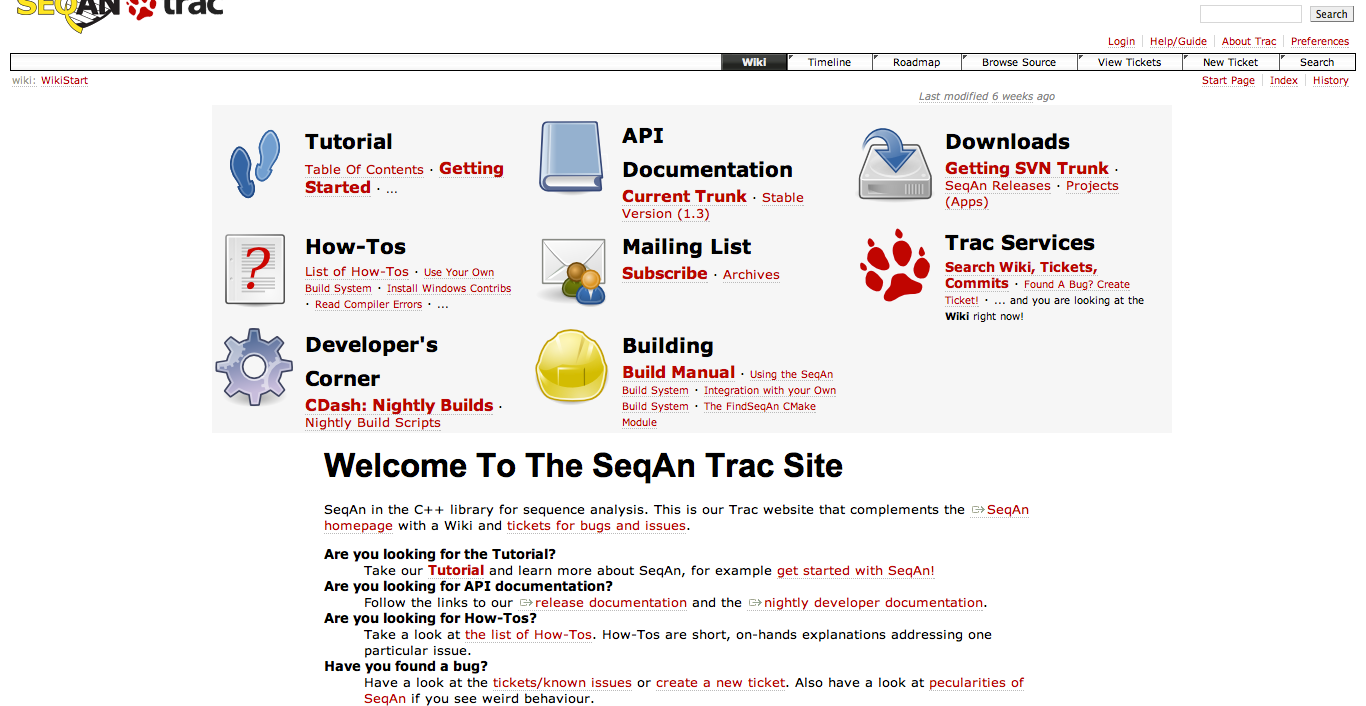 SEQAN trac
Search
Login Help/Guide About Trac Preferences
Wiki Timeline Roadmap Browse Source View Tickets New Ticket Search
wiki: WikiStart
Start Page Index History
Last modified 6 weeks ago
Tutorial
Table Of Contents · Getting
Started · ...
API
Documentation
Current Trunk · Stable
Version (1.3)
Downloads
Getting SVN Trunk ·
SeqAn Releases · Projects
(Apps)
How-Tos
List of How-Tos · Use Your Own
Build System · Install Windows Contribs
· Read Compiler Errors · ...
Mailing List
Subscribe · Archives
Trac Services
Search Wiki, Tickets,
Commits · Found A Bug? Create
Ticket! · ... and you are looking at the
Wiki right now!
Developer's
Corner
CDash: Nightly Builds ·
Nightly Build Scripts
Building
Build Manual · Using the SeqAn
Build System · Integration with your Own
Build System · The FindSeqAn CMake
Module
Welcome To The SeqAn Trac Site
SeqAn in the C++ library for sequence analysis. This is our Trac website that complements the SeqAn
homepage with a Wiki and tickets for bugs and issues.
Are you looking for the Tutorial?
Take our Tutorial and learn more about SeqAn, for example get started with SeqAn!
Are you looking for API documentation?
Follow the links to our release documentation and the nightly developer documentation.
Are you looking for How-Tos?
Take a look at the list of How-Tos. How-Tos are short, on-hands explanations addressing one
particular issue.
Have you found a bug?
Have a look at the tickets/known issues or create a new ticket. Also have a look at pecularities of
SeqAn if you see weird behaviour.